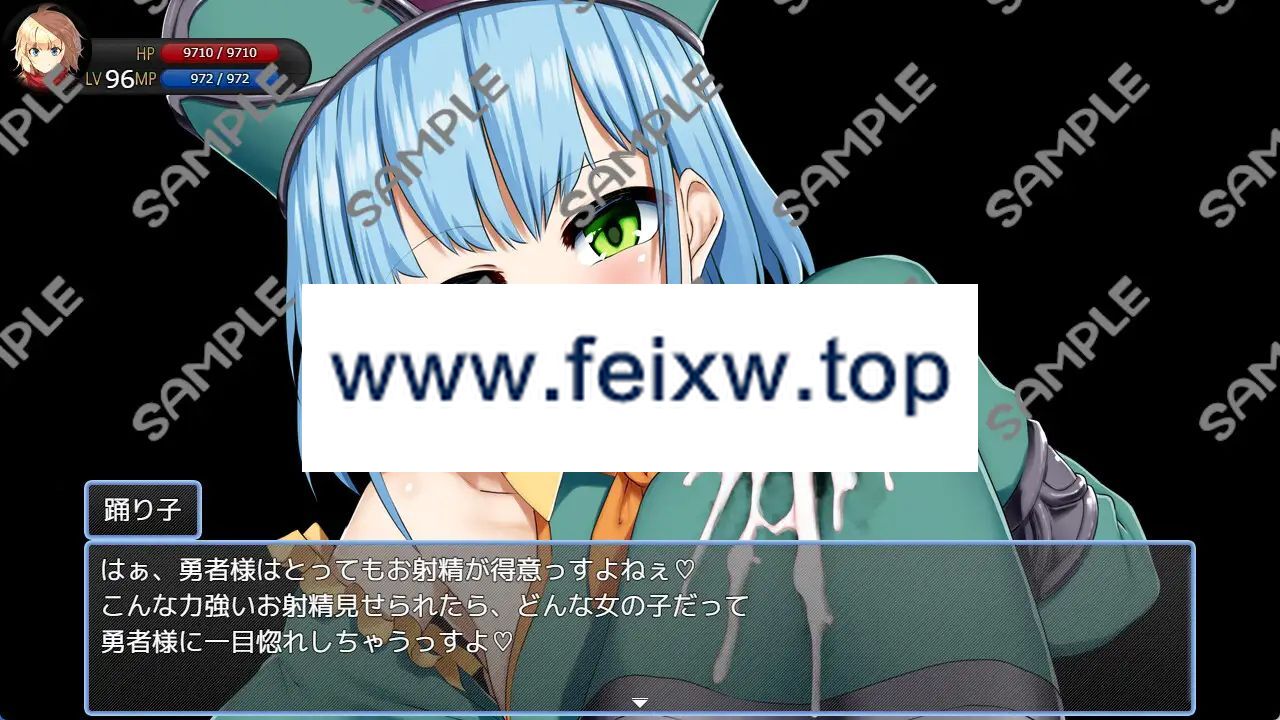 HP 9710 / 9710
LV 96 MP 972 / 972
SAMPLE SAMPLE SAMPLE SAMPLE SAMPLE
SAMPLE SAMPLE SAMPLE
www.feixw.top
踊り子
はぁ、勇者様はとってもお射精が得意っすよねぇ♡
こんな力強いお射精見せられたら、どんな女の子だって
勇者様に一目惚れしちゃうっすよ♡